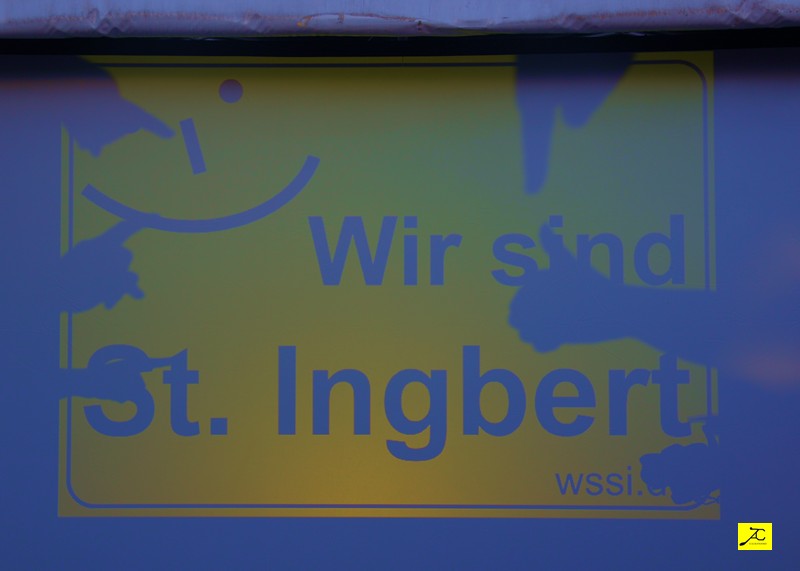 Wir sind
St. Ingbert
wssi.